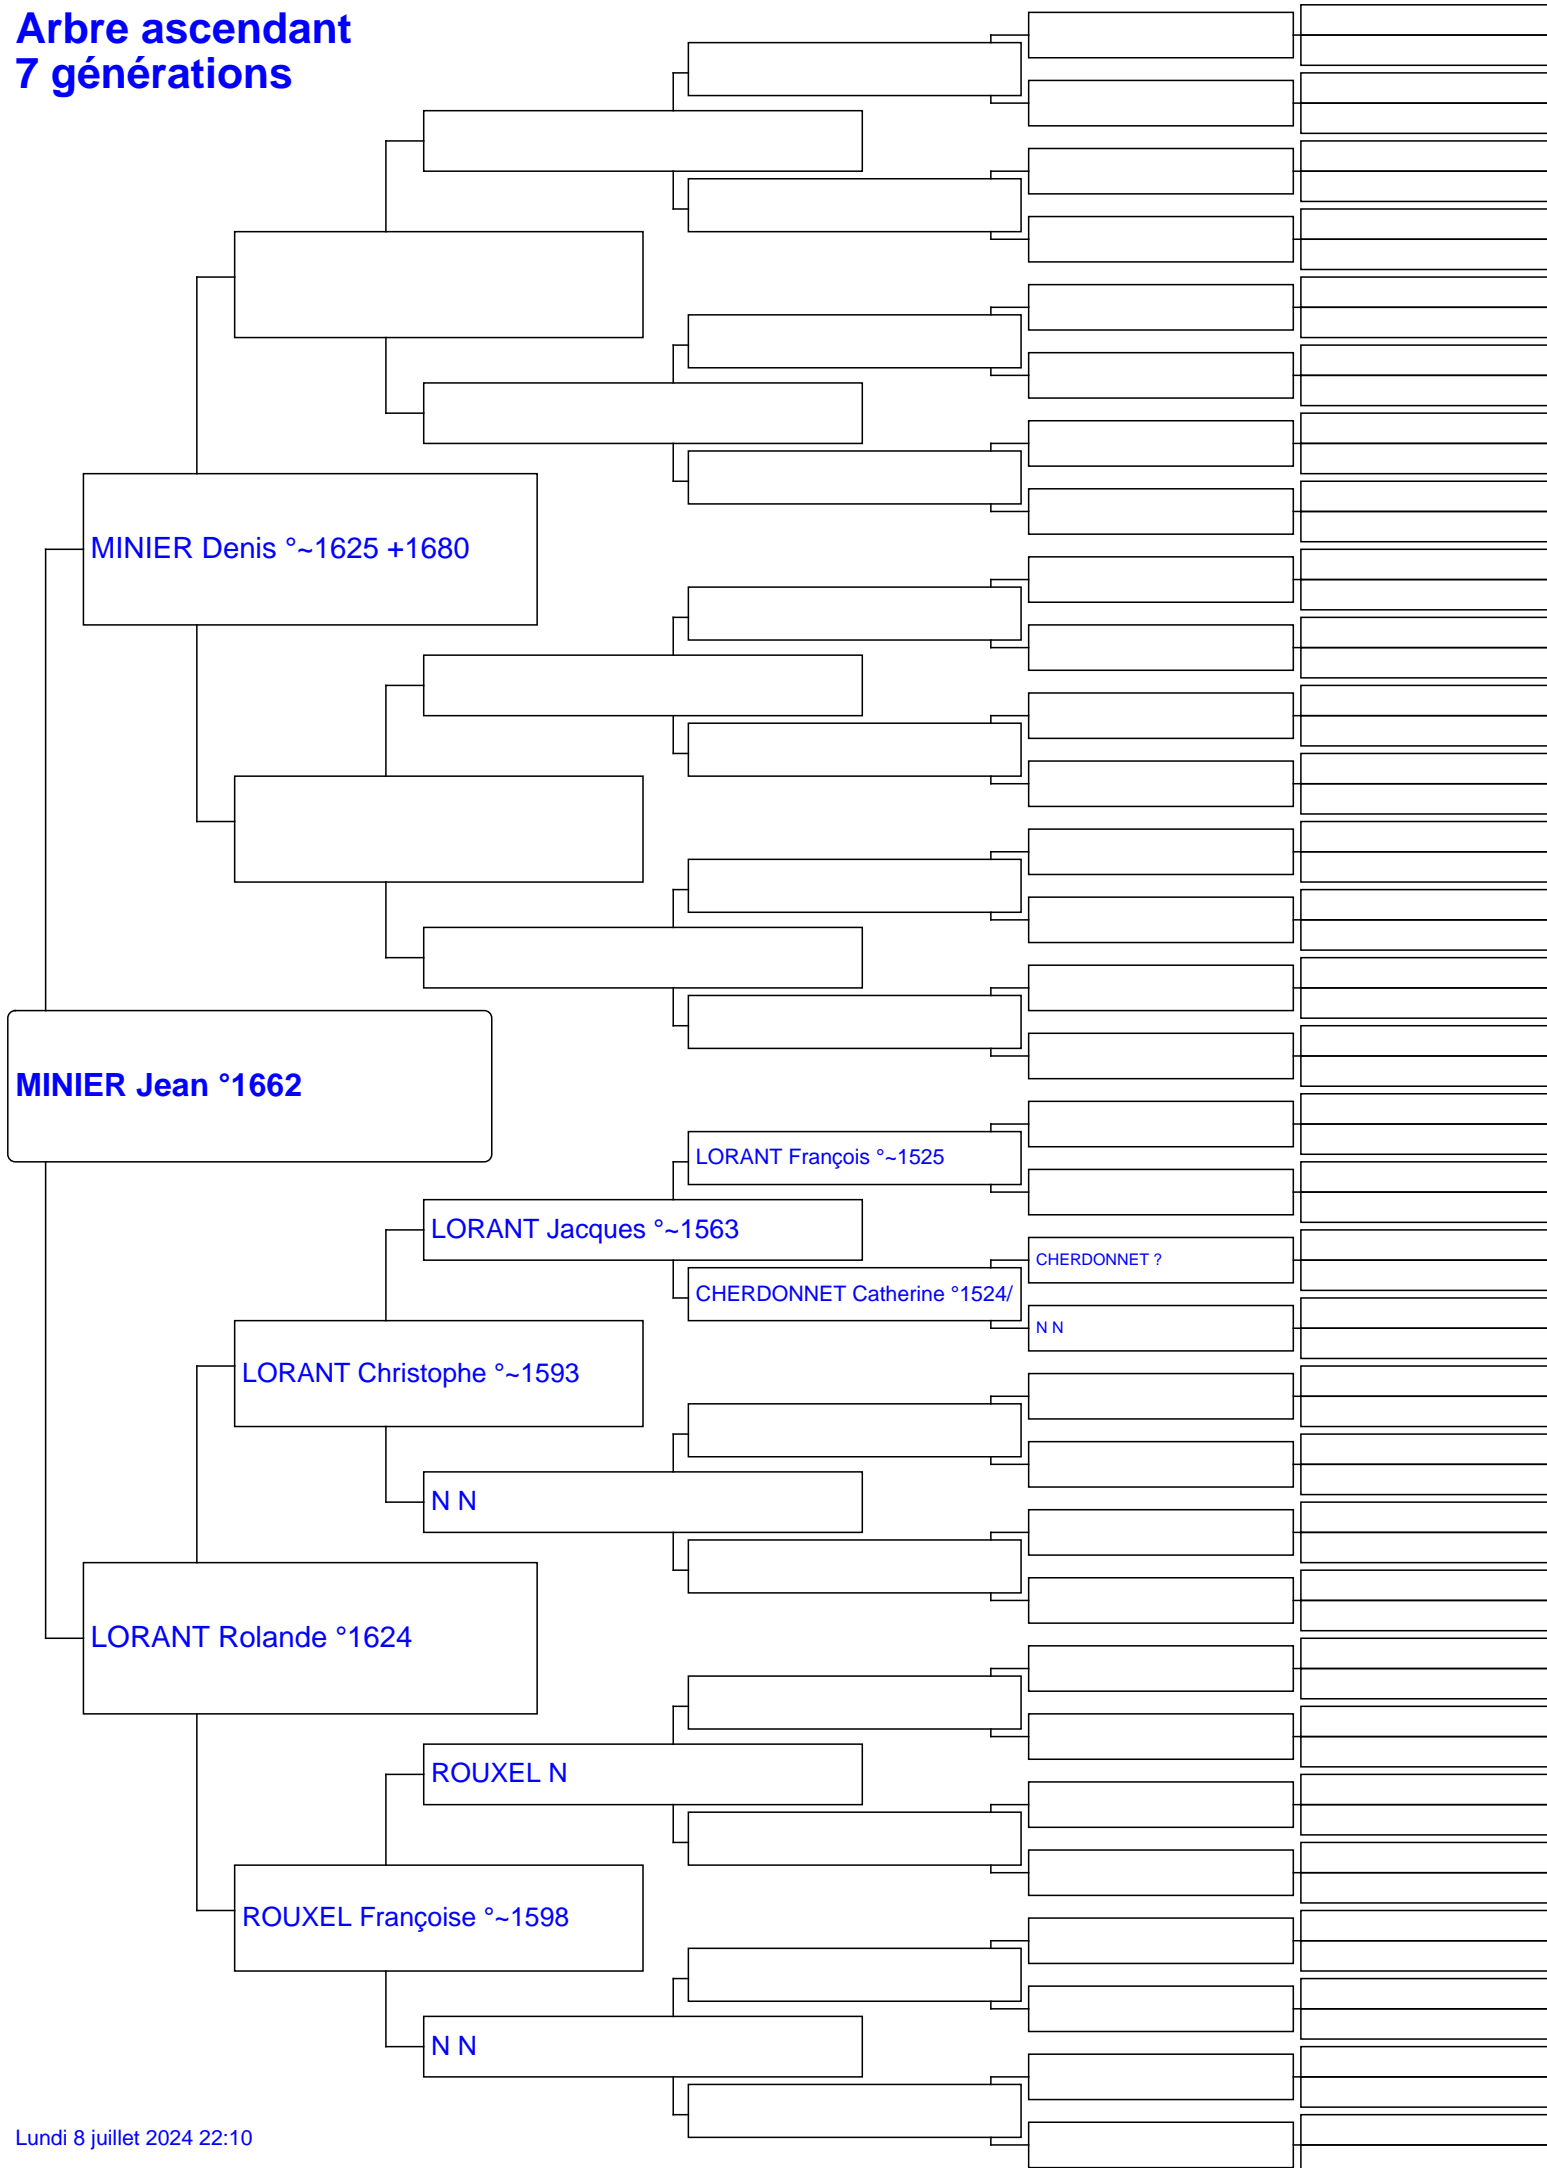 Arbre ascendant
7 générations
MINIER Denis °~1625 +1680
MINIER Jean °1662
LORANT François °~1525
LORANT Jacques °~1563
CHERDONNET ?
CHERDONNET Catherine °1524/
N N
LORANT Christophe °~1593
N N
LORANT Rolande °1624
ROUXEL N
ROUXEL Françoise °~1598
N N
Lundi 8 juillet 2024 22:10